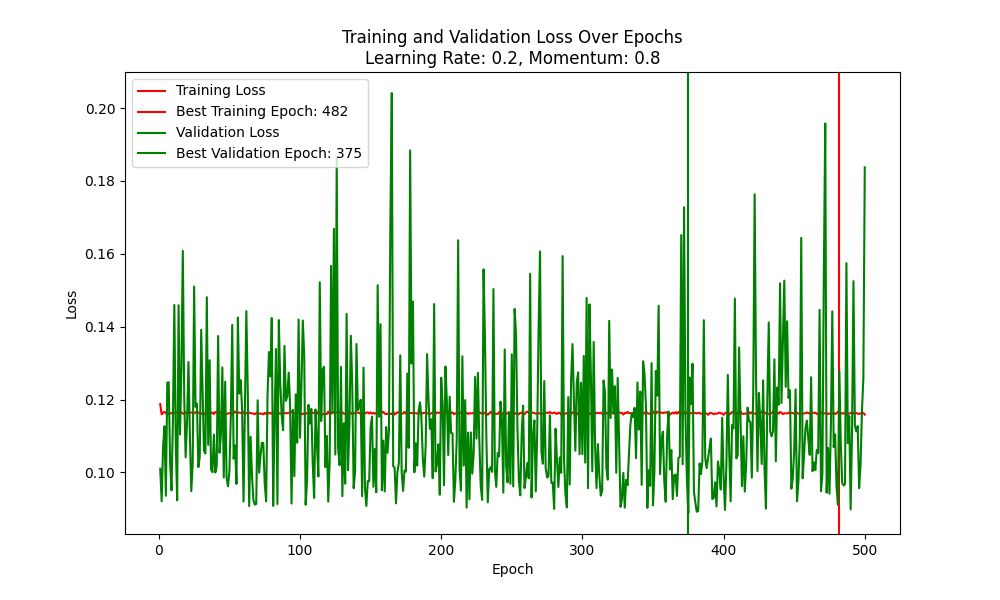 Training and Validation Loss Over Epochs
Learning Rate: 0.2, Momentum: 0.8
Training Loss
Best Training Epoch: 482
Validation Loss
Best Validation Epoch: 375
0.20
0.18
0.16
0.14
0.12
0.10
Loss
0
100
200
300
400
500
Epoch